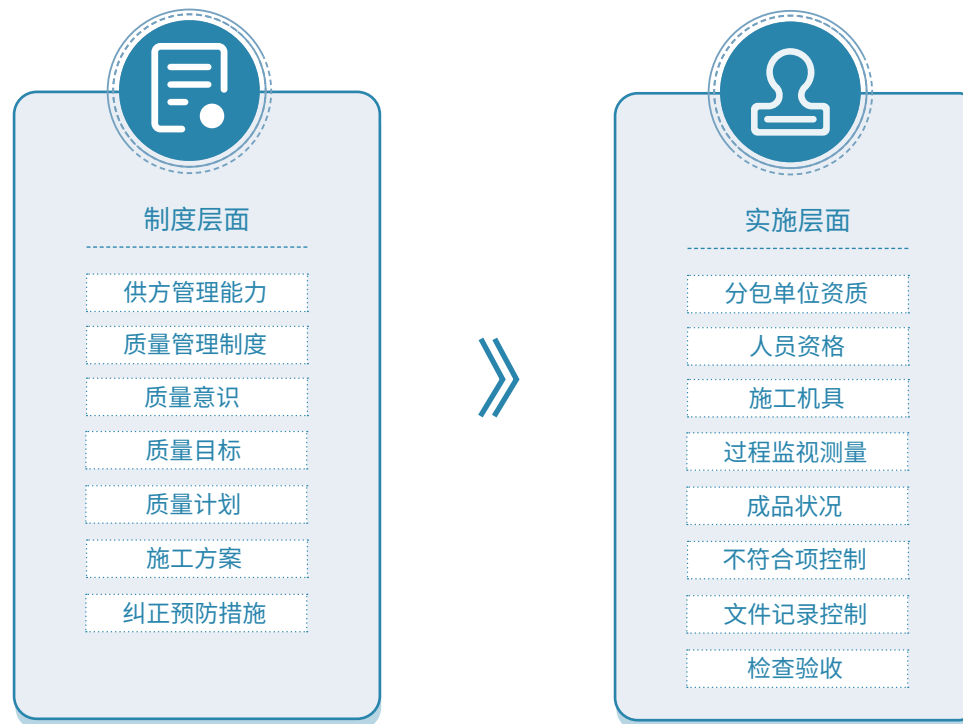 制度层面
供方管理能力
质量管理制度
质量意识
质量目标
质量计划
施工方案
纠正预防措施
实施层面
分包单位资质
人员资格
施工机具
过程监视测量
成品状况
不符合项控制
文件记录控制
检查验收